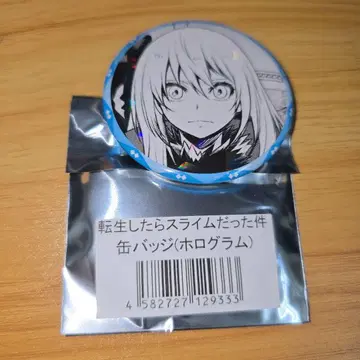 転生したらスライムだった件
缶バッジ(ホログラム)
4 582727 129333